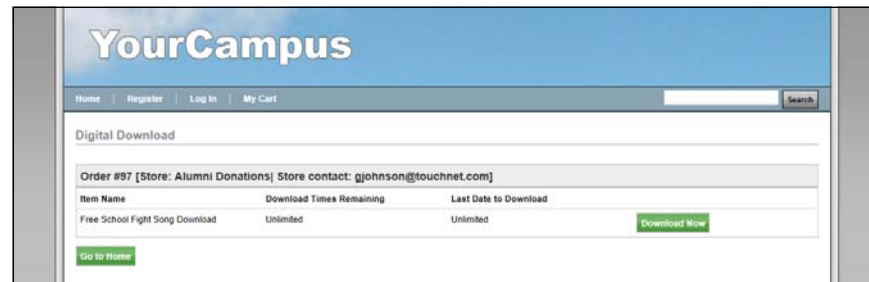 YourCampus
Home | Register | Log In | My Cart Search
Digital Download
Order #97 [Store: Alumni Donations| Store contact: gjohnson@touchnet.com]
Item Name Download Times Remaining Last Date to Download
Free School Fight Song Download Unlimited Unlimited Download Now
Go to Home